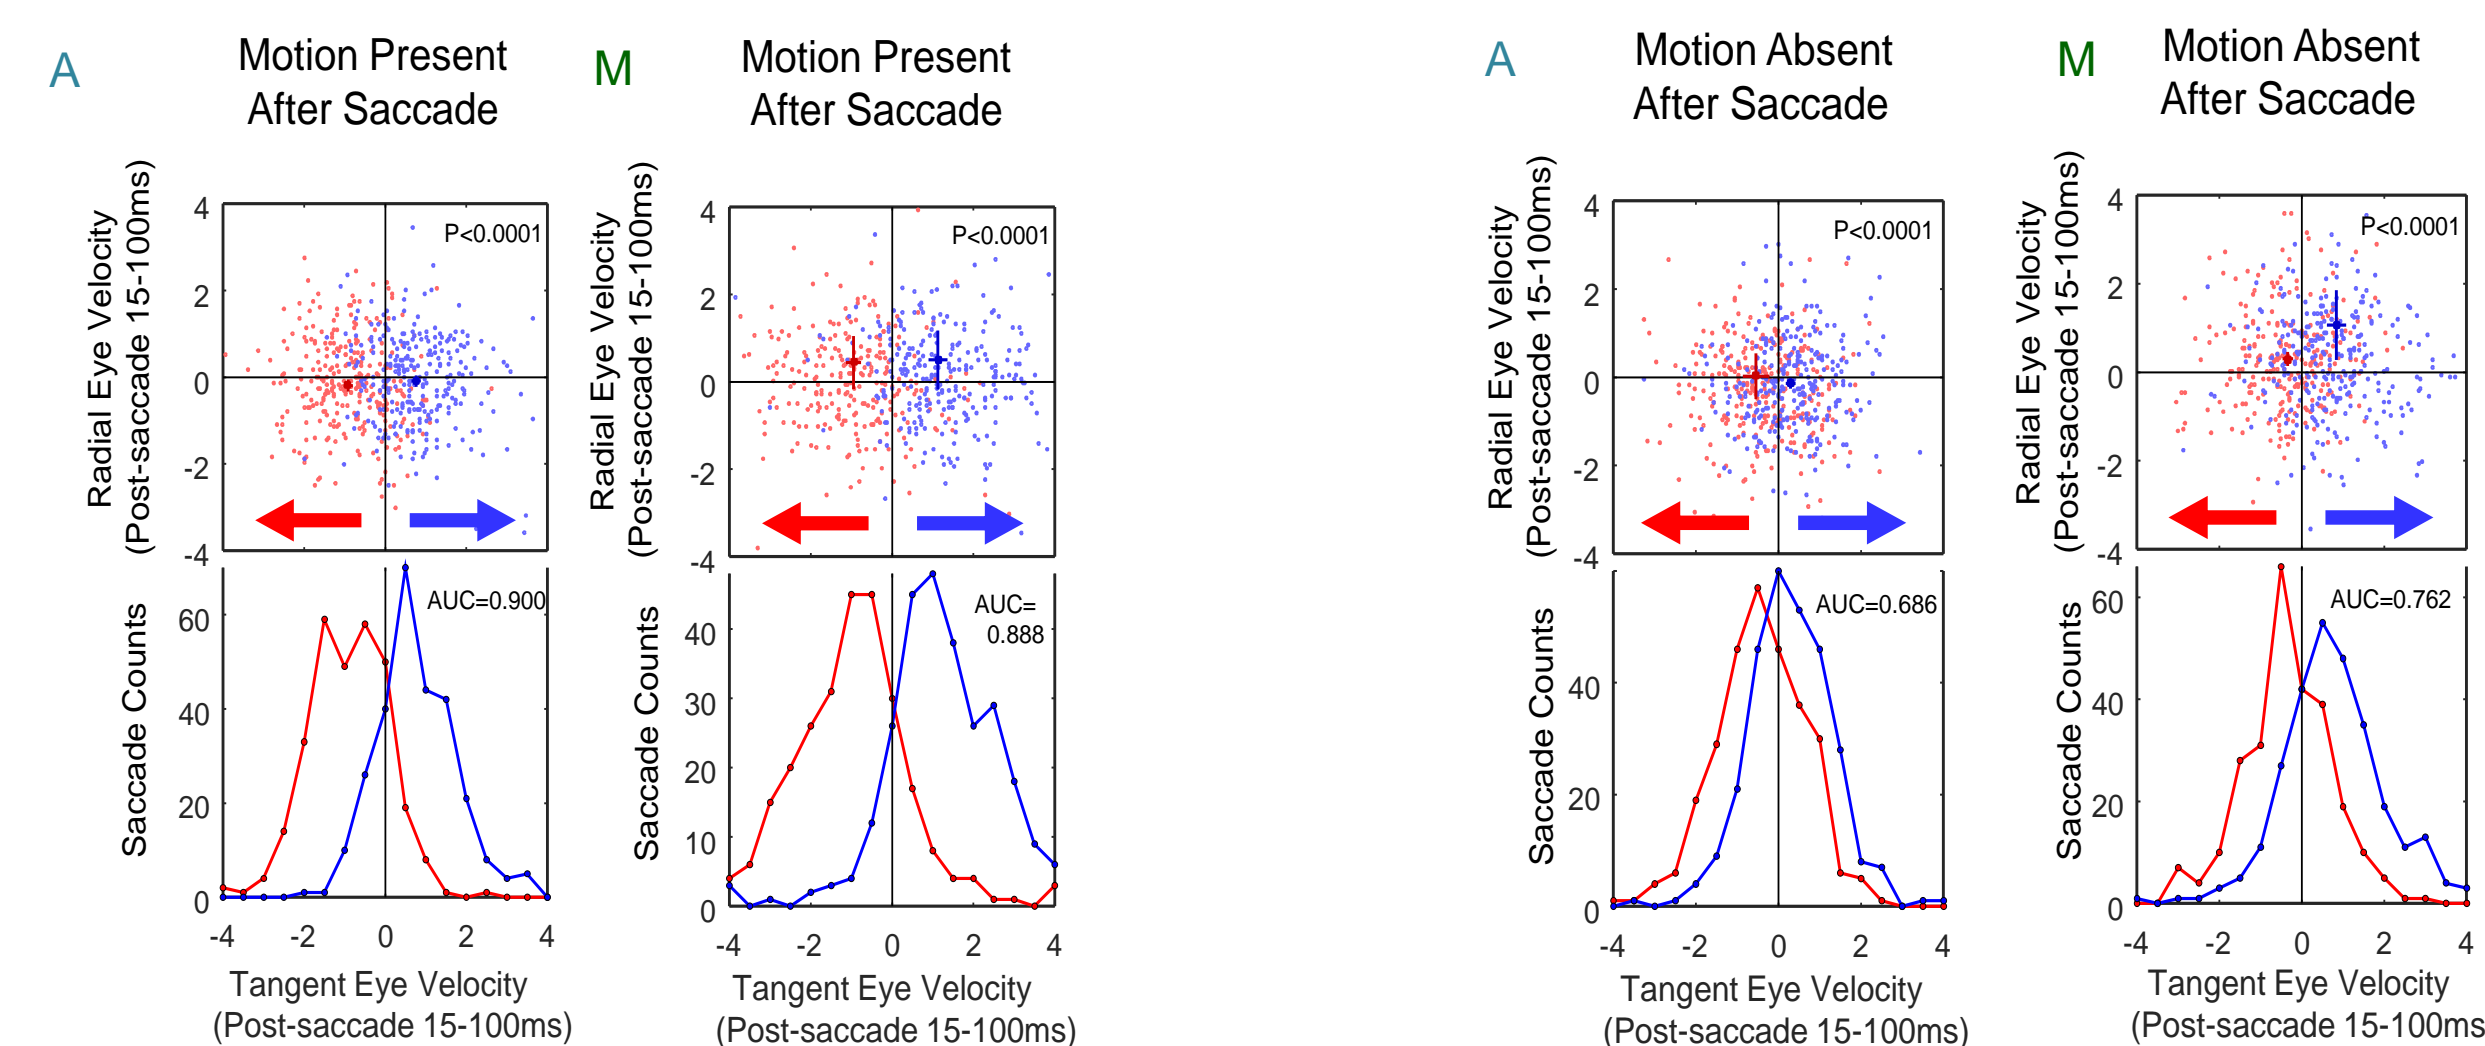 A
Motion Present
After Saccade
Radial Eye Velocity
(Post-saccade 15-100ms)
4
2
0
-2
-4
P<0.0001
Saccade Counts
60
40
20
0
AUC=0.900
-4 -2 0 2 4
Tangent Eye Velocity
(Post-saccade 15-100ms)
M
Motion Present
After Saccade
Radial Eye Velocity
(Post-saccade 15-100ms)
4
2
0
-2
-4
P<0.0001
Saccade Counts
40
30
20
10
0
AUC=
0.888
-4 -2 0 2 4
Tangent Eye Velocity
(Post-saccade 15-100ms)
A
Motion Absent
After Saccade
Radial Eye Velocity
(Post-saccade 15-100ms)
4
2
0
-2
-4
P<0.0001
Saccade Counts
40
20
0
AUC=0.686
-4 -2 0 2 4
Tangent Eye Velocity
(Post-saccade 15-100ms)
M
Motion Absent
After Saccade
Radial Eye Velocity
(Post-saccade 15-100ms)
4
2
0
-2
-4
P<0.0001
Saccade Counts
60
40
20
0
AUC=0.762
-4 -2 0 2 4
Tangent Eye Velocity
(Post-saccade 15-100ms